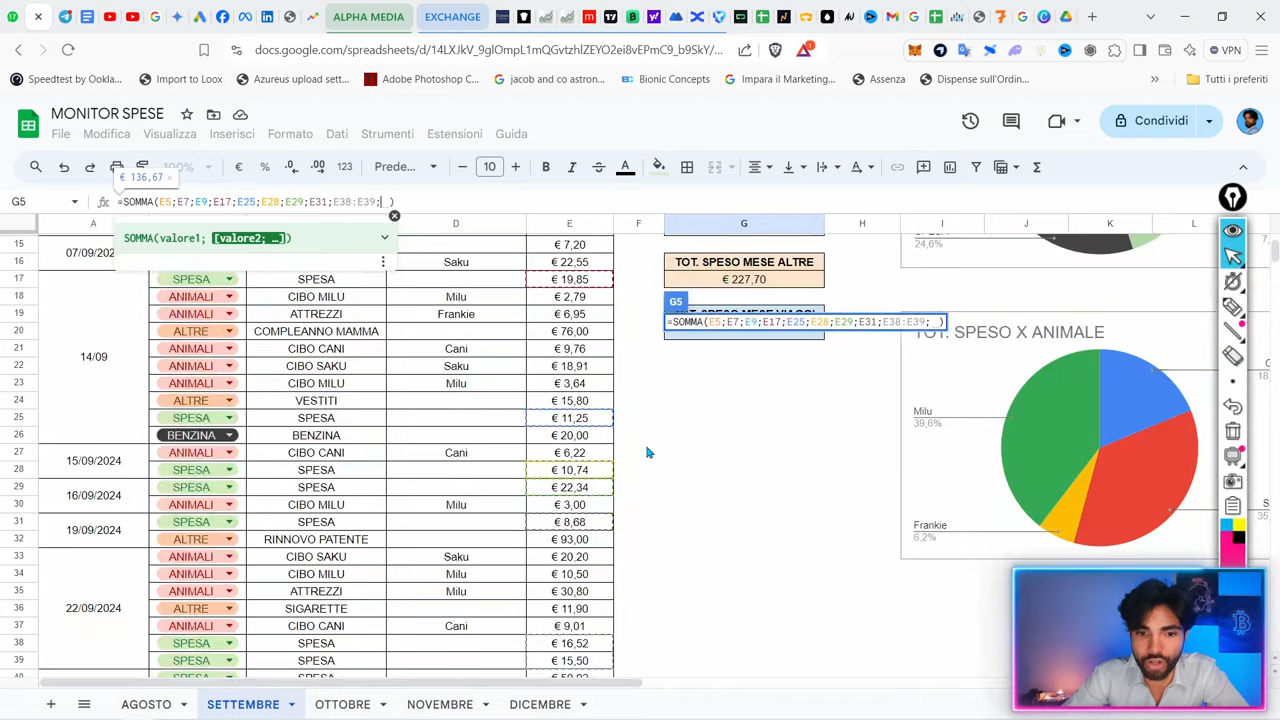 ALPHA MEDIA
EXCHANGE
docs.google.com/spreadsheets/d/14LXJkV_9glOmpL1mQGvtzhlZEYO2ei8vEPmC9_b9SkY/...
1
VPN
Speedtest by Ookla...
Import to Loox
Azureus upload sett...
Adobe Photoshop C...
jacob and co astron...
Bionic Concepts
Impara il Marketing...
Assenza
Dispense sull'Ordin...
»
Tutti i preferiti
MONITOR SPESE
File
Modifica
Visualizza
Inserisci
Formato
Dati
Strumenti
Estensioni
Guida
Condividi
100%
€
%
.0
.00
123
Prede...
10
€ 136,67 ×
G5
=SOMMA(E5;E7;E9;E17;E25;E28;E29;E31;E38:E39;_)
SOMMA(valore1; [valore2; …])
A D E F G H I J K L
15 € 7,20
07/09/2
16 Saku € 22,55
17 SPESA SPESA € 19,85
18 ANIMALI CIBO MILU Milu € 2,79
19 ANIMALI ATTREZZI Frankie € 6,95
20 ALTRE COMPLEANNO MAMMA € 76,00
21 14/09 ANIMALI CIBO CANI Cani € 9,76
22 ANIMALI CIBO SAKU Saku € 18,91
23 ANIMALI CIBO MILU Milu € 3,64
24 ALTRE VESTITI € 15,80
25 SPESA SPESA € 11,25
26 BENZINA BENZINA € 20,00
27 15/09/2024 ANIMALI CIBO CANI Cani € 6,22
28 SPESA SPESA € 10,74
29 16/09/2024 SPESA SPESA € 22,34
30 ANIMALI CIBO MILU Milu € 3,00
31 19/09/2024 SPESA SPESA € 8,68
32 ALTRE RINNOVO PATENTE € 93,00
33 ANIMALI CIBO SAKU Saku € 20,20
34 ANIMALI CIBO MILU Milu € 10,50
35 ANIMALI ATTREZZI Milu € 30,80
36 22/09/2024 ALTRE SIGARETTE € 11,90
37 ANIMALI CIBO CANI Cani € 9,01
38 SPESA SPESA € 16,52
39 SPESA SPESA € 15,50
TOT. SPESO MESE ALTRE
€ 227,70
G5
=SOMMA(E5;E7;E9;E17;E25;E28;E29;E31;E38:E39;_)
SPESA
24,6%
TOT. SPESO X ANIMALE
Milu
39,6%
Frankie
6,2%
C
18
S
35,
AGOSTO
SETTEMBRE
OTTOBRE
NOVEMBRE
DICEMBRE